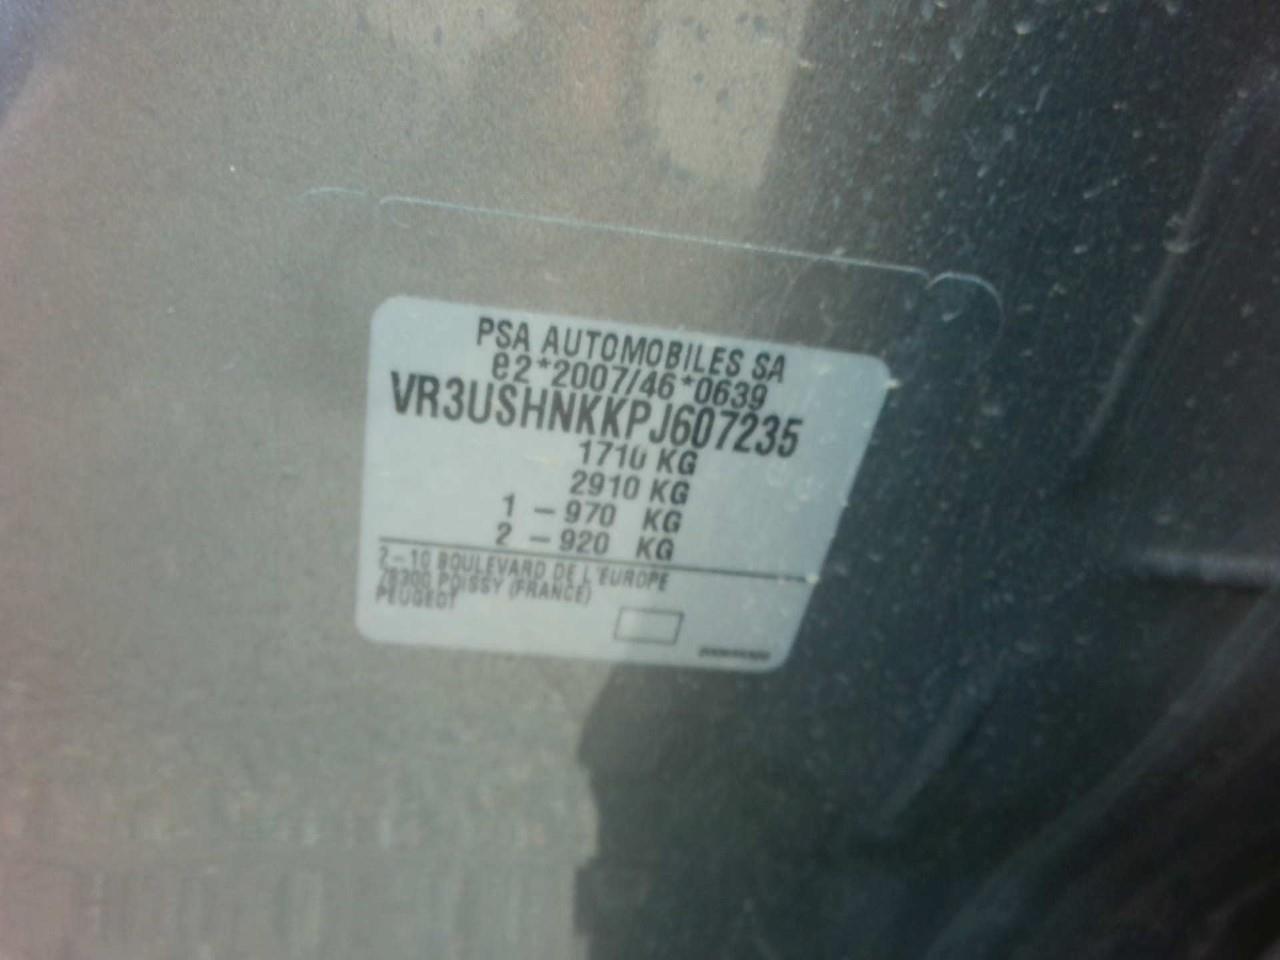 PSA AUTOMOBILES SA
e2*2007/46*0639
VR3USHNKKPJ607235
1710 KG
2910 KG
1 – 970 KG
2 – 920 KG
2–10 BOULEVARD DE L'EUROPE
78300 POISSY (FRANCE)
PEUGEOT